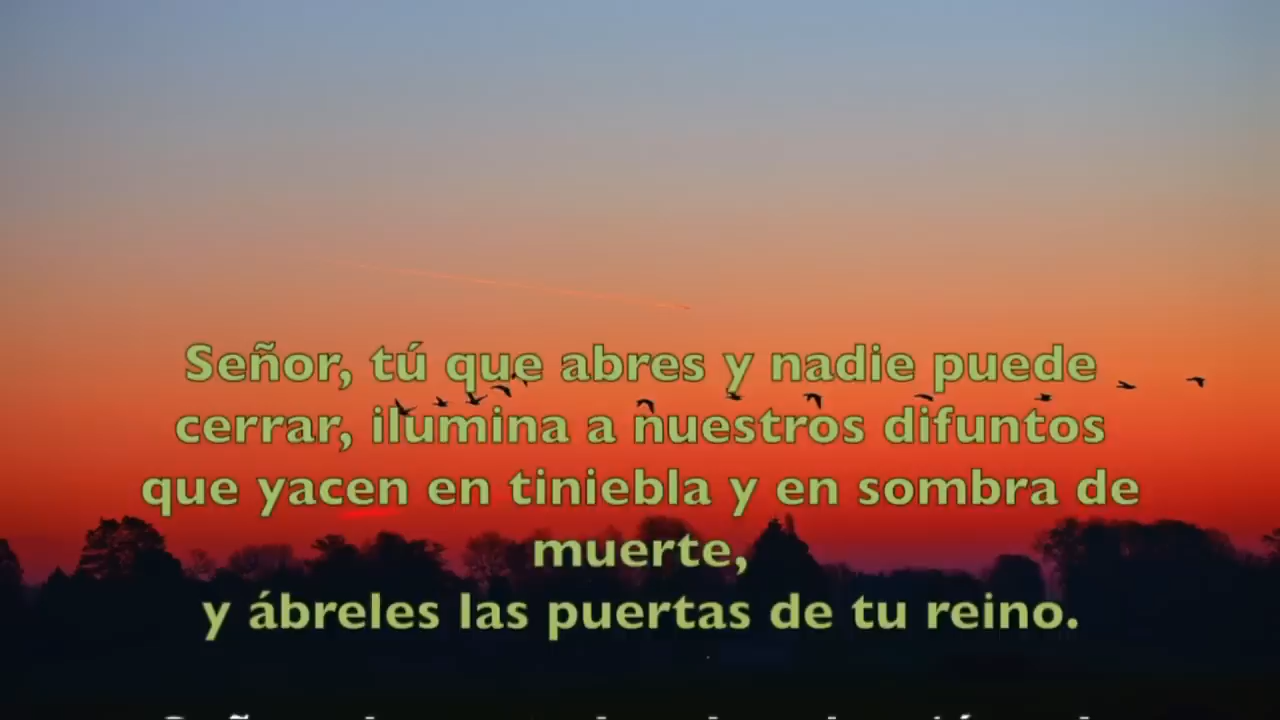 Señor, tú que abres y nadie puede
cerrar, ilumina a nuestros difuntos
que yacen en tiniebla y en sombra de
muerte,
y ábreles las puertas de tu reino.